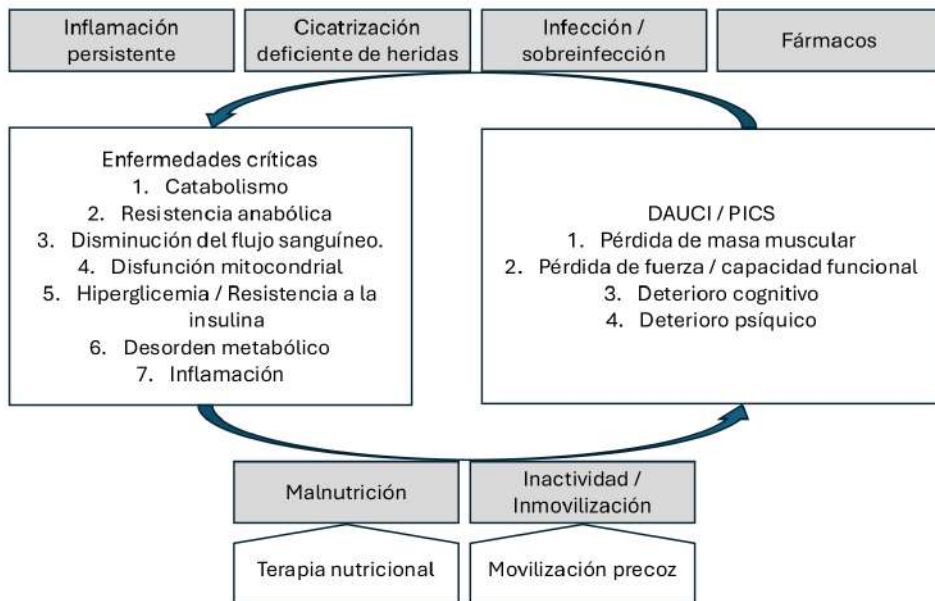 Inflamación
persistente
Cicatrización
deficiente de heridas
Infección /
sobreinfección
Fármacos
Enfermedades críticas
1. Catabolismo
2. Resistencia anabólica
3. Disminución del flujo sanguíneo.
4. Disfunción mitocondrial
5. Hiperglicemia / Resistencia a la
insulina
6. Desorden metabólico
7. Inflamación
DAUCI / PICS
1. Pérdida de masa muscular
2. Pérdida de fuerza / capacidad funcional
3. Deterioro cognitivo
4. Deterioro psíquico
Malnutrición
Inactividad /
Inmovilización
Terapia nutricional
Movilización precoz